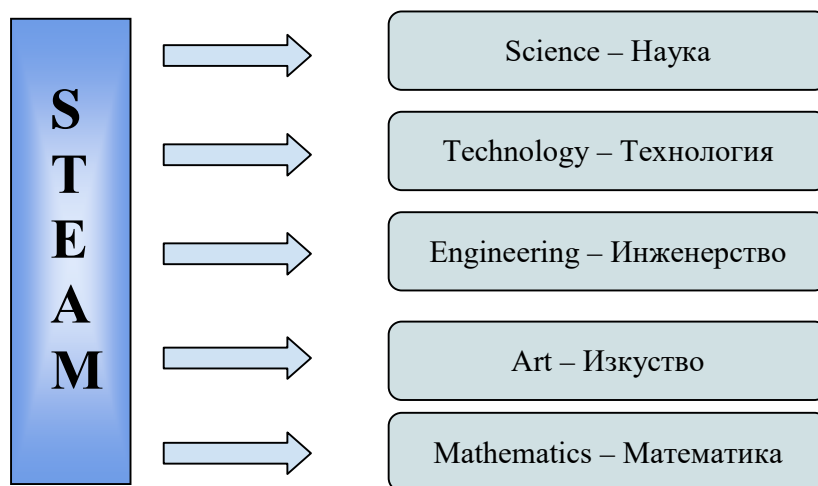 S
T
E
A
M
Science – Наука
Technology – Технология
Engineering – Инженерство
Art – Изкуство
Mathematics – Математика